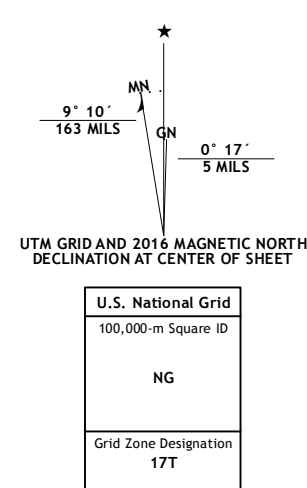 ★
MN
GN
9° 10´
163 MILS
0° 17´
5 MILS
UTM GRID AND 2016 MAGNETIC NORTH
DECLINATION AT CENTER OF SHEET
U.S. National Grid
100,000-m Square ID
NG
Grid Zone Designation
17T